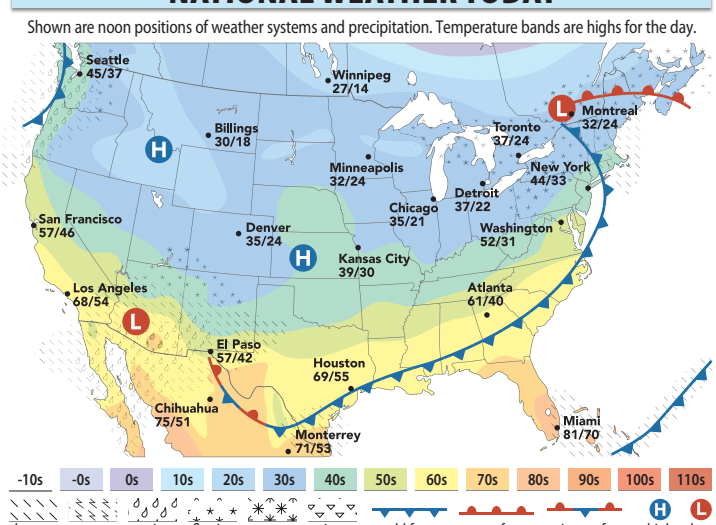 NATIONAL WEATHER TODAY
Shown are noon positions of weather systems and precipitation. Temperature bands are highs for the day.
Seattle
45/37
Winnipeg
27/14
L
Montreal
32/24
Billings
30/18
H
Toronto
37/24
Minneapolis
32/24
New York
44/33
Detroit
37/22
Chicago
35/21
San Francisco
57/46
Denver
35/24
Washington
52/31
H
Kansas City
39/30
Los Angeles
68/54
Atlanta
61/40
L
El Paso
57/42
Houston
69/55
Chihuahua
75/51
Miami
81/70
Monterrey
71/53
-10s -0s 0s 10s 20s 30s 40s 50s 60s 70s 80s 90s 100s 110s
H L